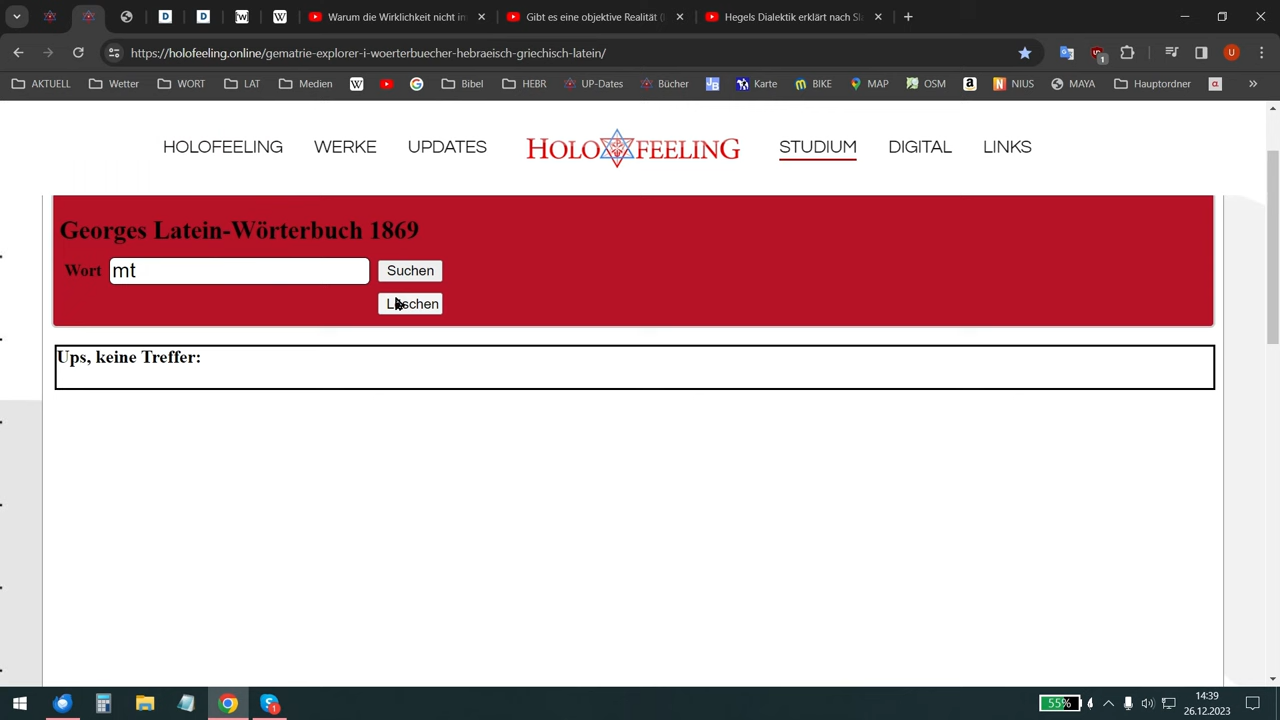 Warum die Wirklichkeit nicht in
Gibt es eine objektive Realität (
Hegels Dialektik erklärt nach Sl
https://holofeeling.online/gematrie-explorer-i-woerterbuecher-hebraeisch-griechisch-latein/
AKTUELL Wetter WORT LAT Medien Bibel HEBR UP-Dates Bücher Karte BIKE MAP OSM NIUS MAYA Hauptordner
HOLOFEELING WERKE UPDATES HOLO FEELING STUDIUM DIGITAL LINKS
Georges Latein-Wörterbuch 1869
Wort mt Suchen
Löschen
Ups, keine Treffer:
55% 14:39
26.12.2023